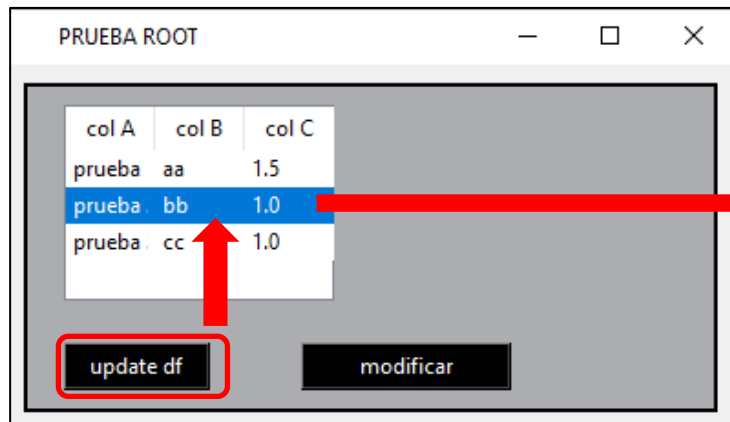 PRUEBA ROOT
col A col B col C
prueba aa 1.5
prueba bb 1.0
prueba cc 1.0
update df modificar